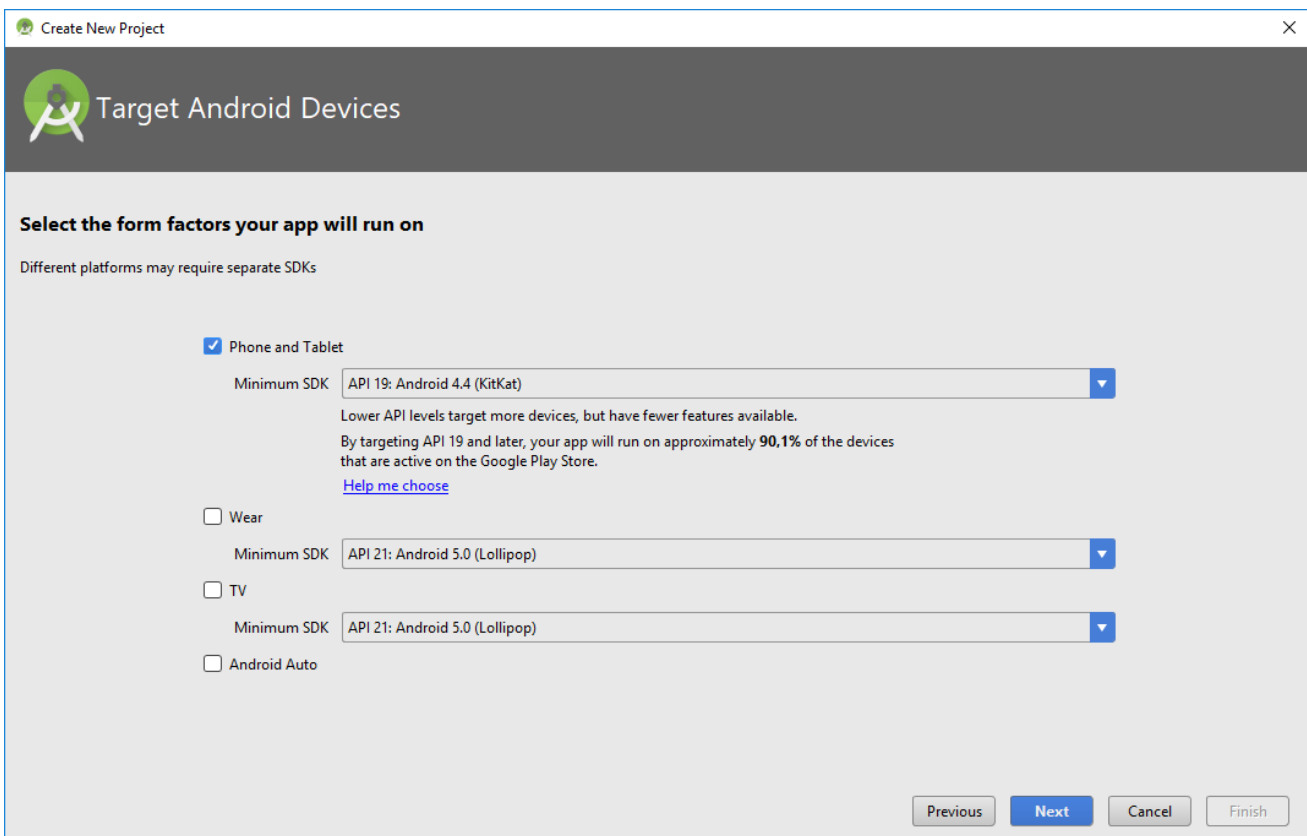 Create New Project
Target Android Devices
Select the form factors your app will run on
Different platforms may require separate SDKs
Phone and Tablet
Minimum SDK API 19: Android 4.4 (KitKat)
Lower API levels target more devices, but have fewer features available.
By targeting API 19 and later, your app will run on approximately 90,1% of the devices
that are active on the Google Play Store.
Help me choose
Wear
Minimum SDK API 21: Android 5.0 (Lollipop)
TV
Minimum SDK API 21: Android 5.0 (Lollipop)
Android Auto
Previous Next Cancel Finish